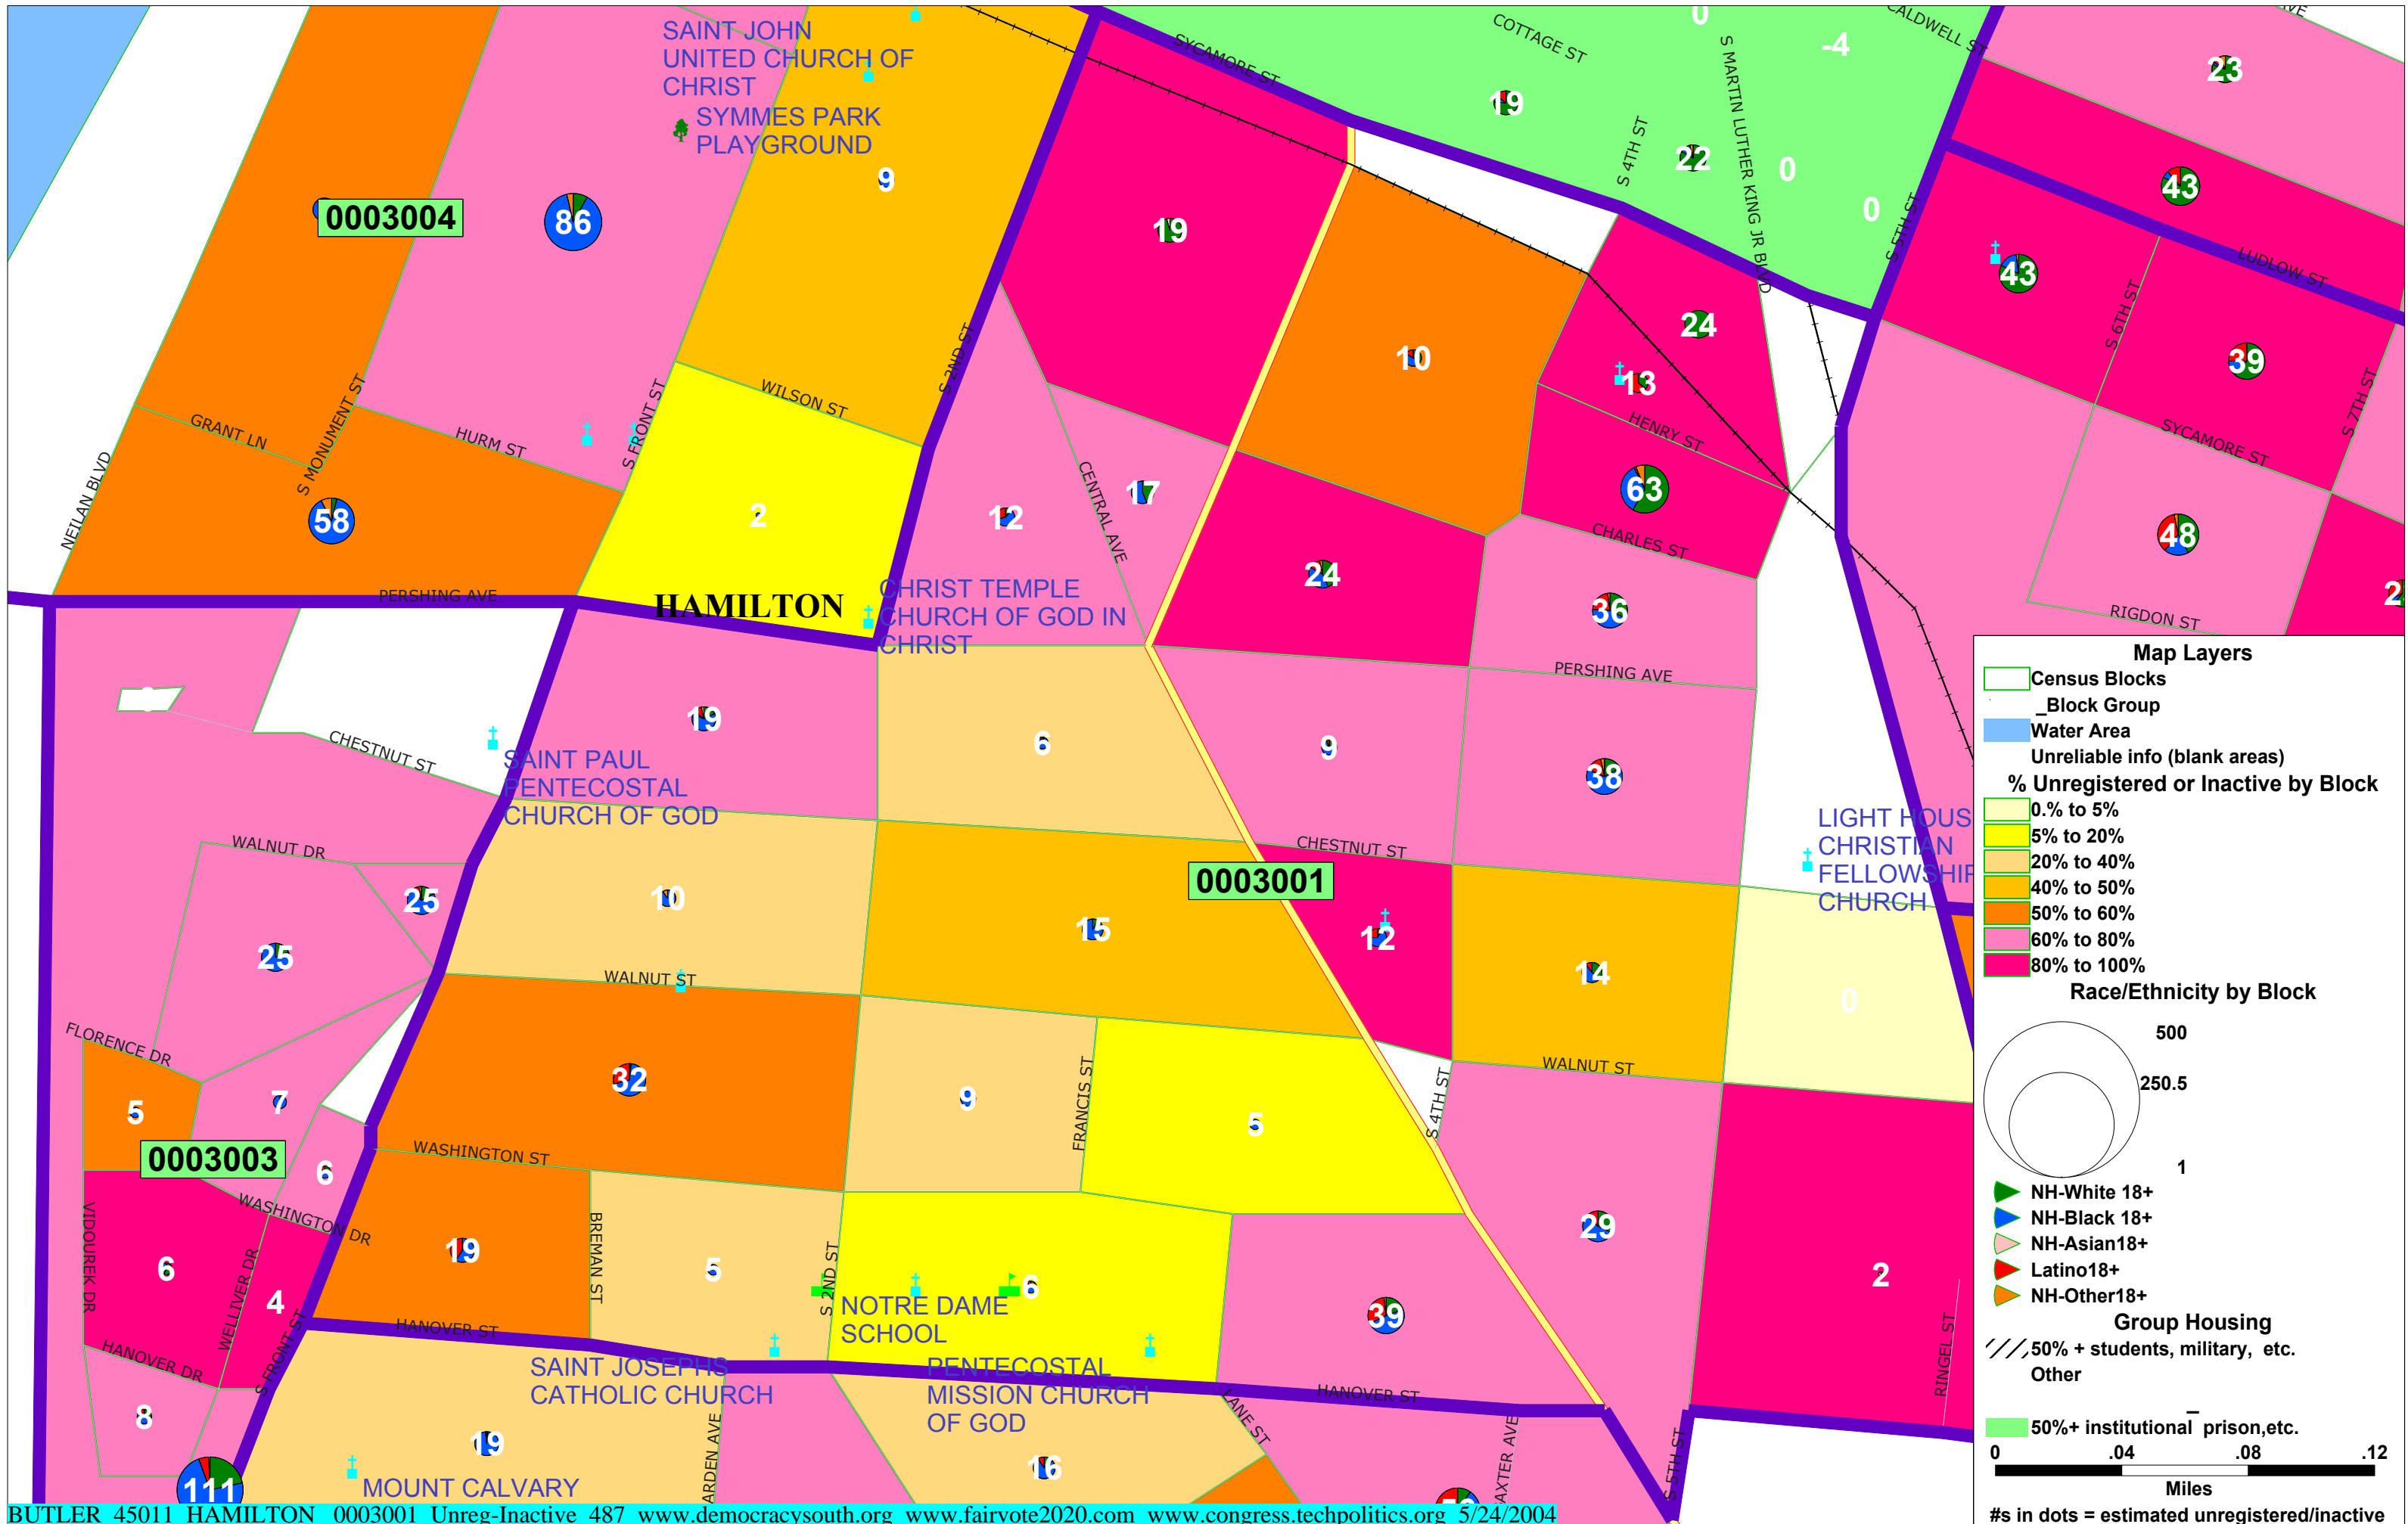 SAINT JOHN
UNITED CHURCH OF
CHRIST
SYMMES PARK
PLAYGROUND
COTTAGE ST
SYCAMORE ST
S 4TH ST
S MARTIN LUTHER KING JR BLVD
CALDWELL ST
S 5TH ST
0
-4
19
22
0
0
23
43
43
39
LUDLOW ST
S 6TH ST
S 7TH ST
SYCAMORE ST
48
RIGDON ST
0003004
86
9
19
10
24
13
HENRY ST
63
CHARLES ST
GRANT LN
S MONUMENT ST
HURM ST
S FRONT ST
WILSON ST
S 2ND ST
NEILAN BLVD
58
2
12
17
CENTRAL AVE
24
36
PERSHING AVE
HAMILTON
CHRIST TEMPLE
CHURCH OF GOD IN
CHRIST
PERSHING AVE
19
6
9
38
CHESTNUT ST
SAINT PAUL
PENTECOSTAL
CHURCH OF GOD
CHESTNUT ST
LIGHT HOUS
CHRISTIAN
FELLOWSHIP
CHURCH
WALNUT DR
25
10
0003001
15
12
14
0
25
WALNUT ST
FLORENCE DR
5
7
32
9
FRANCIS ST
5
S 4TH ST
WALNUT ST
0003003
6
WASHINGTON ST
WASHINGTON DR
VIDOUREK DR
6
WELLIVER DR
4
19
BREMAN ST
5
S 2ND ST
6
NOTRE DAME
SCHOOL
39
29
2
RINGEL ST
HANOVER DR
S FRONT ST
HANOVER ST
SAINT JOSEPHS
CATHOLIC CHURCH
PENTECOSTAL
MISSION CHURCH
OF GOD
HANOVER ST
LANE ST
8
111
19
MOUNT CALVARY
ARDEN AVE
16
AXTER AVE
S 5TH ST
Map Layers
Census Blocks
_Block Group
Water Area
Unreliable info (blank areas)
% Unregistered or Inactive by Block
0.% to 5%
5% to 20%
20% to 40%
40% to 50%
50% to 60%
60% to 80%
80% to 100%
Race/Ethnicity by Block
500
250.5
1
NH-White 18+
NH-Black 18+
NH-Asian18+
Latino18+
NH-Other18+
Group Housing
50% + students, military, etc.
Other
_
50%+ institutional prison,etc.
0 .04 .08 .12
Miles
#s in dots = estimated unregistered/inactive
BUTLER 45011 HAMILTON 0003001 Unreg-Inactive 487 www.democracysouth.org www.fairvote2020.com www.congress.techpolitics.org 5/24/2004